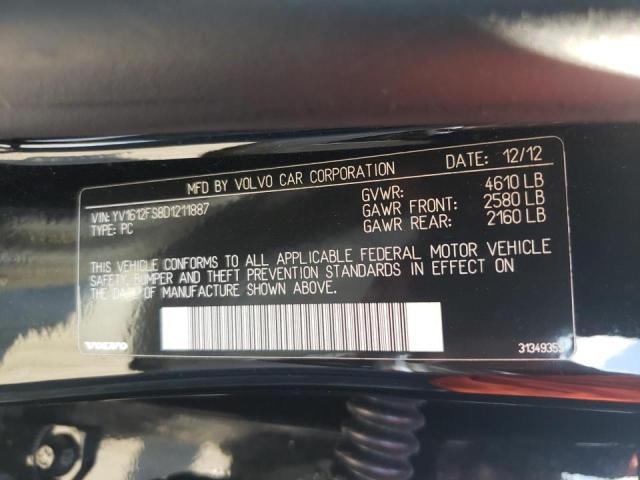 MFD BY VOLVO CAR CORPORATION DATE: 12/12
VIN: YV1612FS8D1211887
TYPE: PC
GVWR: 4610 LB
GAWR FRONT: 2580 LB
GAWR REAR: 2160 LB
THIS VEHICLE CONFORMS TO ALL APPLICABLE FEDERAL MOTOR VEHICLE
SAFETY, BUMPER AND THEFT PREVENTION STANDARDS IN EFFECT ON
THE DATE OF MANUFACTURE SHOWN ABOVE.
VOLVO
31349355